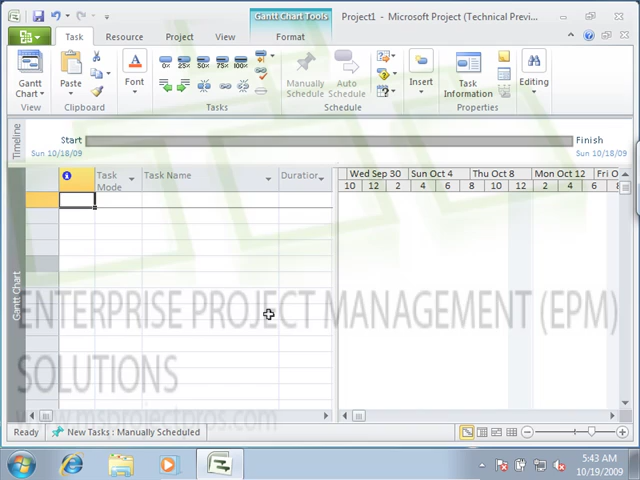 Gantt Chart Tools
Project1 - Microsoft Project (Technical Previ...
Task
Resource
Project
View
Format
Gantt Chart
View
Paste
Clipboard
Font
0×
25×
50×
75×
100×
Tasks
Manually Schedule
Auto Schedule
Schedule
Insert
Task Information
Properties
Editing
Timeline
Start
Finish
Sun 10/18/09
Sun 10/18/09
Task Mode
Task Name
Duration
Wed Sep 30
Sun Oct 4
Thu Oct 8
Mon Oct 12
Fri O
10 12 2 4 6 8 10 12 2 4 6
Gantt Chart
ENTERPRISE PROJECT MANAGEMENT (EPM)
SOLUTIONS
www.msprojectpros.com
Ready
New Tasks : Manually Scheduled
5:43 AM
10/19/2009